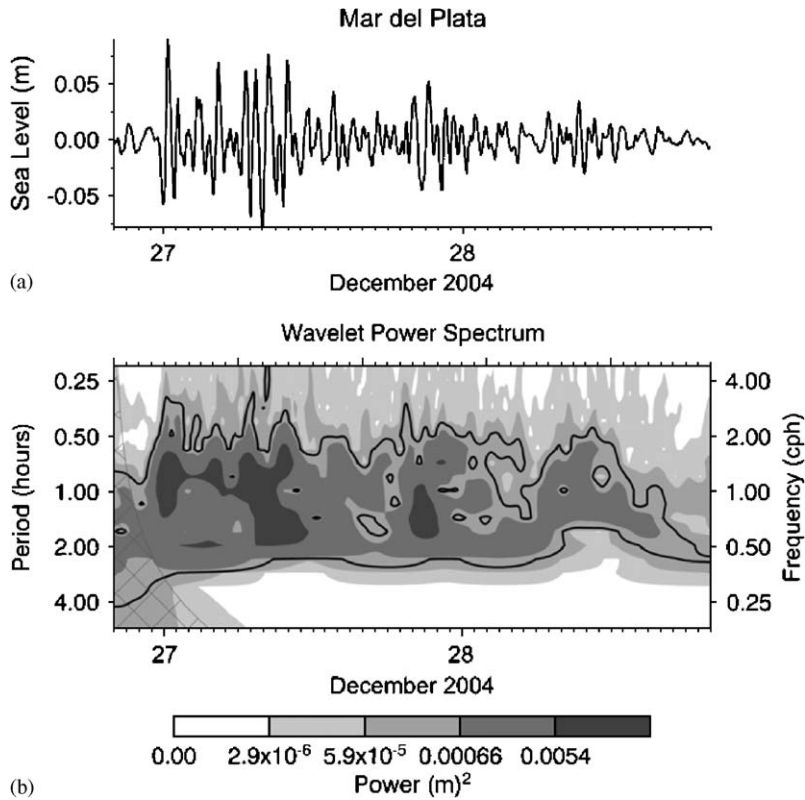 Mar del Plata
Sea Level (m)
0.05
0.00
-0.05
27 28
December 2004
(a)
Wavelet Power Spectrum
Period (hours)
0.25
0.50
1.00
2.00
4.00
4.00
2.00
1.00
0.50
0.25
Frequency (cph)
27 28
December 2004
0.00 2.9x10⁻⁶ 5.9x10⁻⁵ 0.00066 0.0054
Power (m)²
(b)